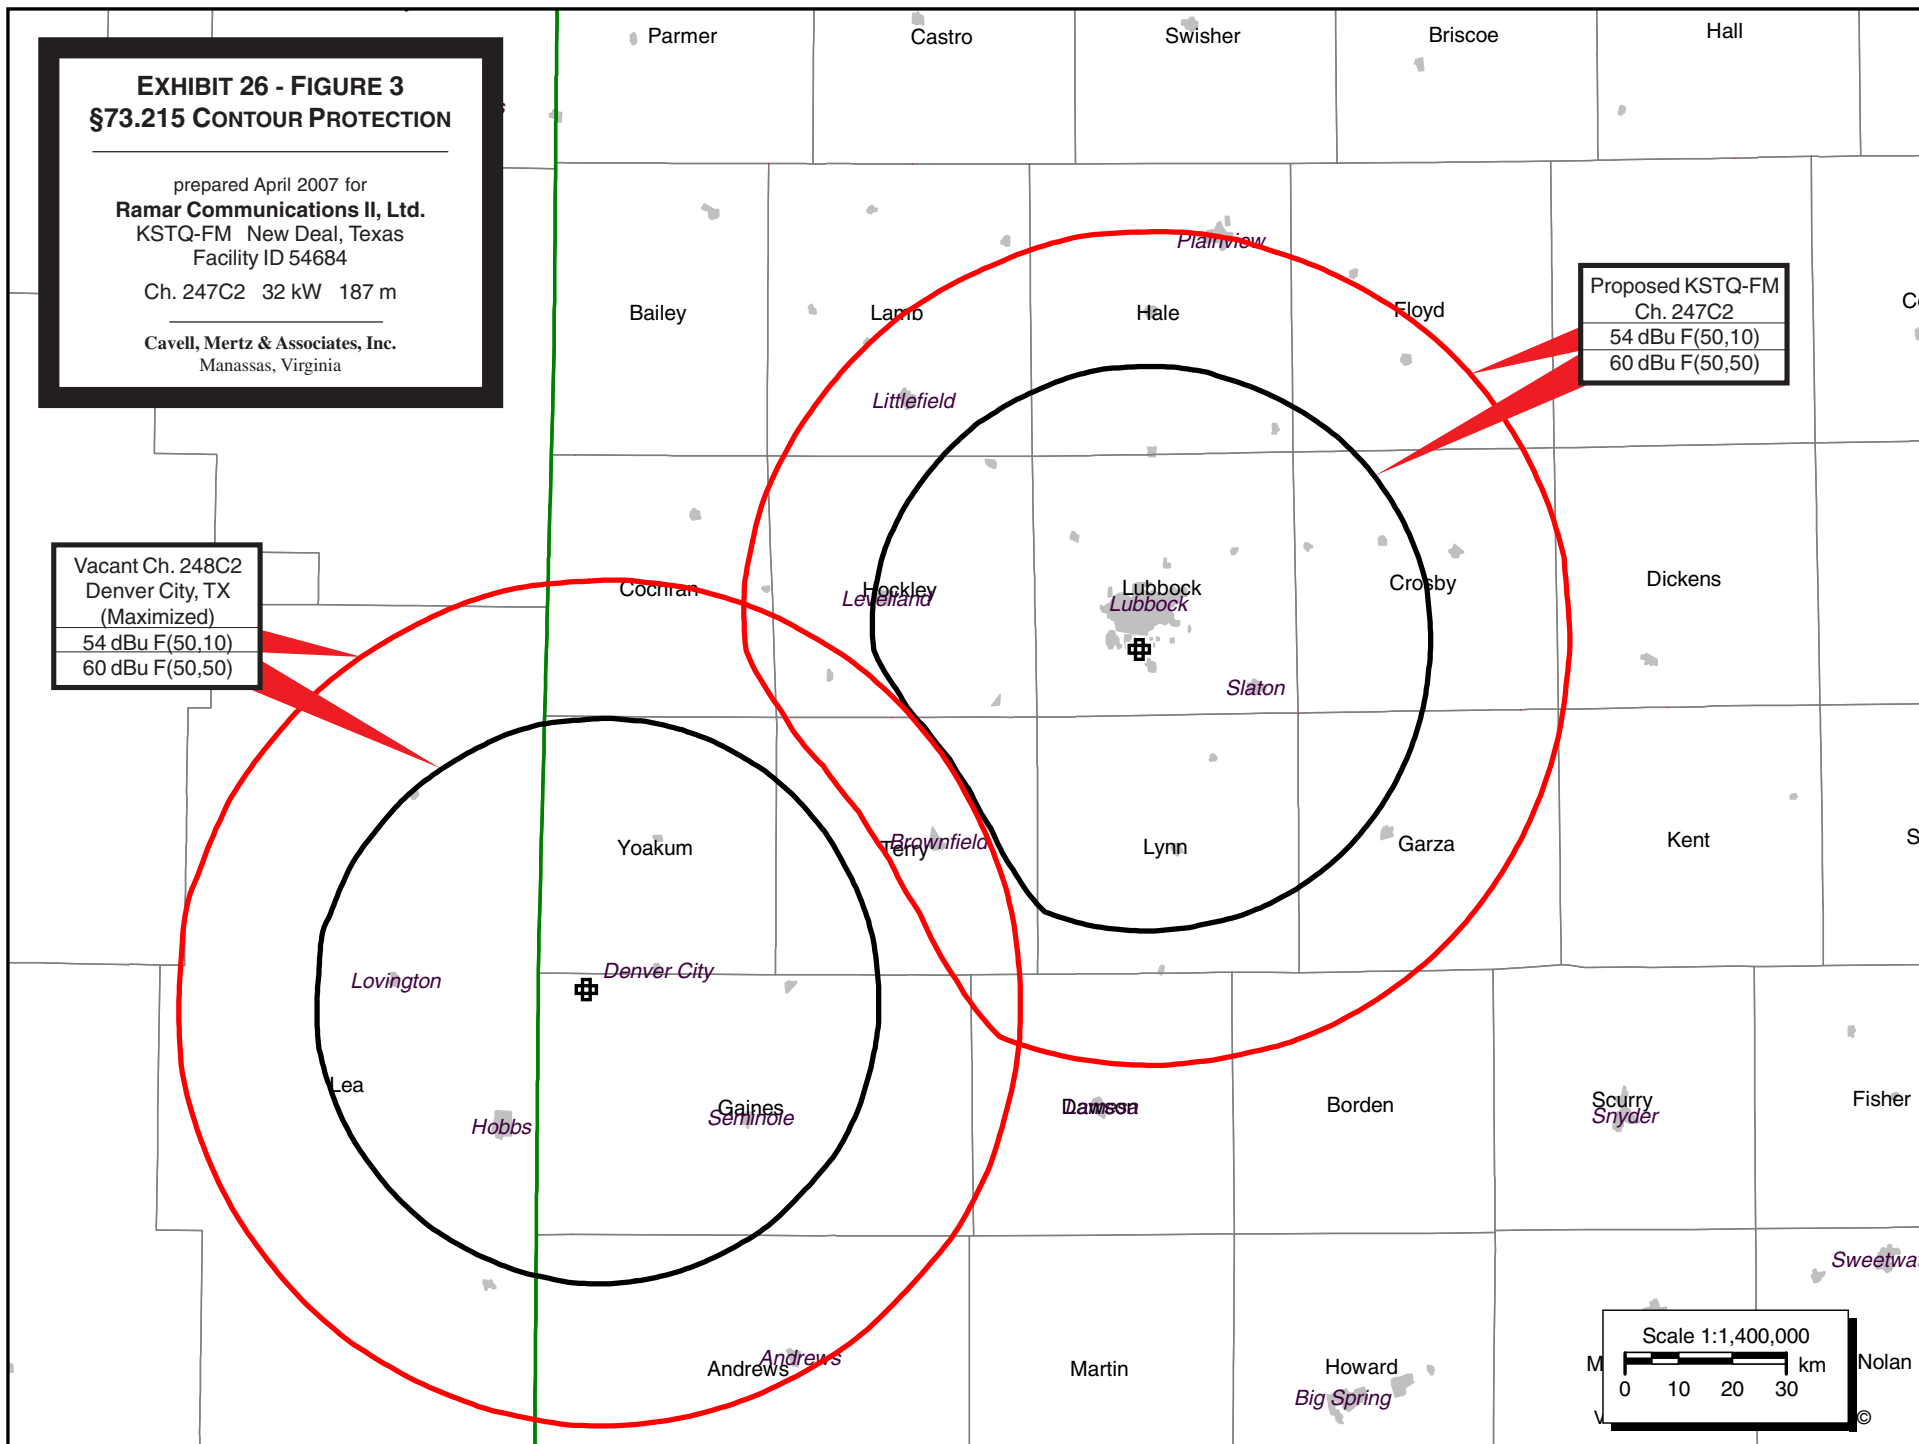 EXHIBIT 26 - FIGURE 3
§73.215 CONTOUR PROTECTION
prepared April 2007 for
Ramar Communications II, Ltd.
KSTQ-FM New Deal, Texas
Facility ID 54684
Ch. 247C2 32 kW 187 m
Cavell, Mertz & Associates, Inc.
Manassas, Virginia
Parmer
Castro
Swisher
Briscoe
Hall
Plainview
Bailey
Lamb
Hale
Floyd
Proposed KSTQ-FM
Ch. 247C2
54 dBu F(50,10)
60 dBu F(50,50)
Littlefield
Vacant Ch. 248C2
Denver City, TX
(Maximized)
54 dBu F(50,10)
60 dBu F(50,50)
Cochran
Hockley
Levelland
Lubbock
Lubbock
Crosby
Dickens
Slaton
Yoakum
Terry
Brownfield
Lynn
Garza
Kent
Lovington
Denver City
Lea
Hobbs
Gaines
Seminole
Dawson
Lamesa
Borden
Scurry
Snyder
Fisher
Sweetwat
Andrews
Andrews
Martin
Howard
Big Spring
Nolan
Scale 1:1,400,000
km
0 10 20 30
©